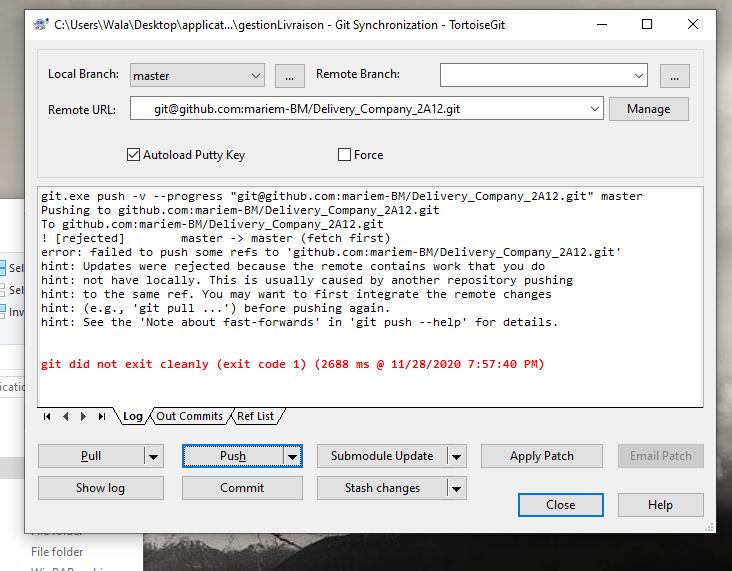 C:\Users\Wala\Desktop\applicat...\gestionLivraison - Git Synchronization - TortoiseGit
Local Branch: master ... Remote Branch: ...
Remote URL: git@github.com:mariem-BM/Delivery_Company_2A12.git Manage
Autoload Putty Key Force
git.exe push -v --progress "git@github.com:mariem-BM/Delivery_Company_2A12.git" master
Pushing to github.com:mariem-BM/Delivery_Company_2A12.git
To github.com:mariem-BM/Delivery_Company_2A12.git
! [rejected] master -> master (fetch first)
error: failed to push some refs to 'github.com:mariem-BM/Delivery_Company_2A12.git'
hint: Updates were rejected because the remote contains work that you do
hint: not have locally. This is usually caused by another repository pushing
hint: to the same ref. You may want to first integrate the remote changes
hint: (e.g., 'git pull ...') before pushing again.
hint: See the 'Note about fast-forwards' in 'git push --help' for details.
git did not exit cleanly (exit code 1) (2688 ms @ 11/28/2020 7:57:40 PM)
Log Out Commits Ref List
Pull Push Submodule Update Apply Patch Email Patch
Show log Commit Stash changes
Close Help
Sel
Sel
Inv
icatio
File folder
File folder